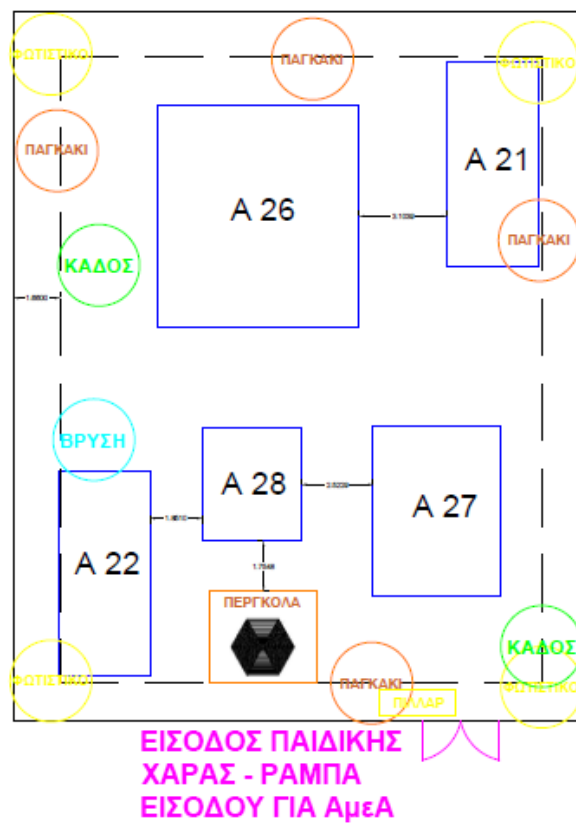 ΦΩΤΙΣΤΙΚΟ
ΠΑΓΚΑΚΙ
ΦΩΤΙΣΤΙΚΟ
ΠΑΓΚΑΚΙ
Α 21
Α 26
ΠΑΓΚΑΚΙ
ΚΑΔΟΣ
ΒΡΥΣΗ
Α 28
Α 27
Α 22
ΠΕΡΓΚΟΛΑ
ΚΑΔΟΣ
ΦΩΤΙΣΤΙΚΟ
ΠΑΓΚΑΚΙ
ΦΩΤΙΣΤΙΚΟ
ΠΙΛΛΑΡ
ΕΙΣΟΔΟΣ ΠΑΙΔΙΚΗΣ
ΧΑΡΑΣ - ΡΑΜΠΑ
ΕΙΣΟΔΟΥ ΓΙΑ ΑμεΑ